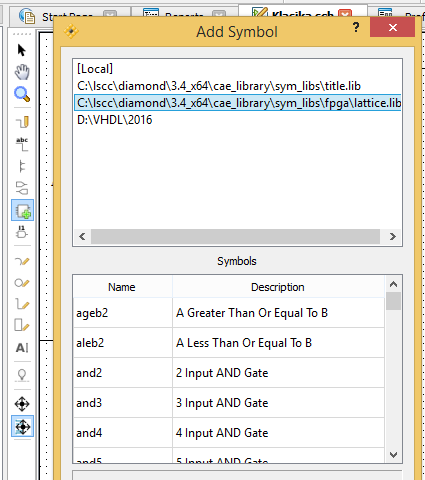 Start Page
Reports
Klasika.sch
Add Symbol
?
[Local]
C:\lscc\diamond\3.4_x64\cae_library\sym_libs\title.lib
C:\lscc\diamond\3.4_x64\cae_library\sym_libs\fpga\lattice.lib
D:\VHDL\2016
Symbols
Name Description
ageb2 A Greater Than Or Equal To B
aleb2 A Less Than Or Equal To B
and2 2 Input AND Gate
and3 3 Input AND Gate
and4 4 Input AND Gate
and5 5 Input AND Gate
abc
A